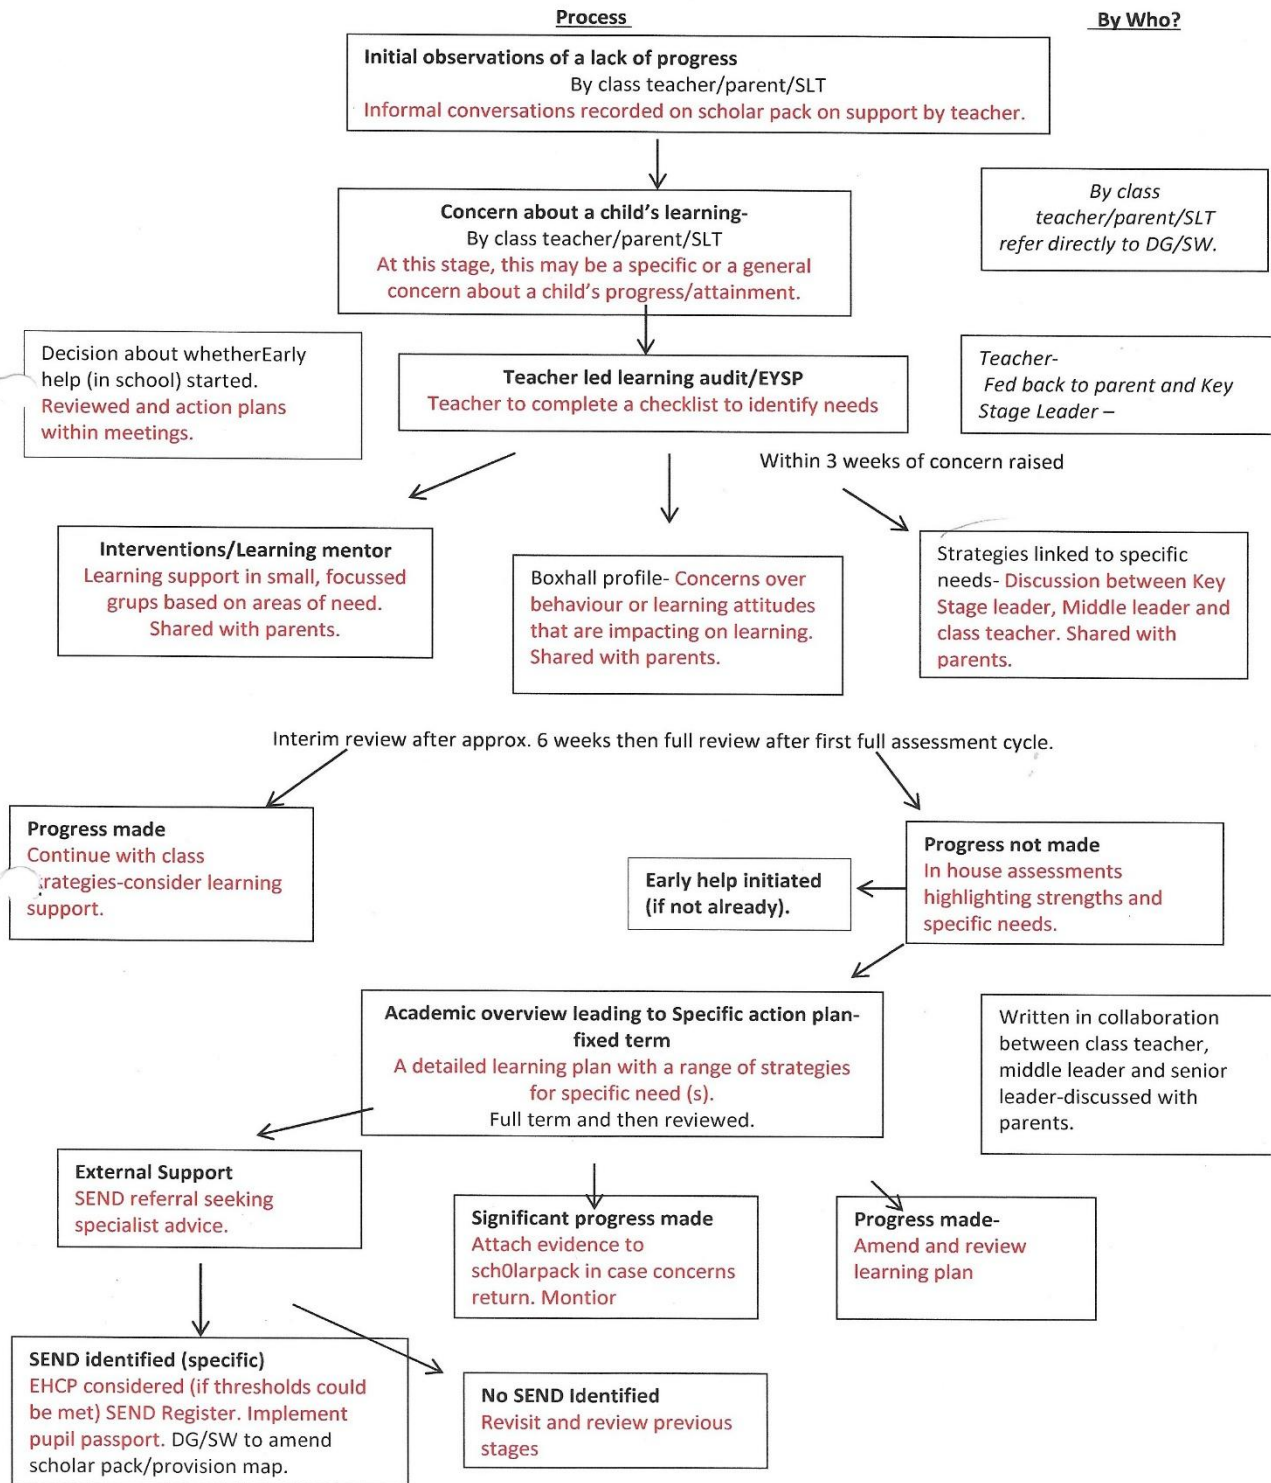 Process
By Who?
Initial observations of a lack of progress
By class teacher/parent/SLT
Informal conversations recorded on scholar pack on support by teacher.
Concern about a child's learning-
By class teacher/parent/SLT
At this stage, this may be a specific or a general
concern about a child's progress/attainment.
By class
teacher/parent/SLT
refer directly to DG/SW.
Decision about whetherEarly
help (in school) started.
Reviewed and action plans
within meetings.
Teacher led learning audit/EYSP
Teacher to complete a checklist to identify needs
Teacher-
Fed back to parent and Key
Stage Leader –
Within 3 weeks of concern raised
Interventions/Learning mentor
Learning support in small, focussed
grups based on areas of need.
Shared with parents.
Boxhall profile- Concerns over
behaviour or learning attitudes
that are impacting on learning.
Shared with parents.
Strategies linked to specific
needs- Discussion between Key
Stage leader, Middle leader and
class teacher. Shared with
parents.
Interim review after approx. 6 weeks then full review after first full assessment cycle.
Progress made
Continue with class
strategies-consider learning
support.
Early help initiated
(if not already).
Progress not made
In house assessments
highlighting strengths and
specific needs.
Academic overview leading to Specific action plan-
fixed term
A detailed learning plan with a range of strategies
for specific need (s).
Full term and then reviewed.
Written in collaboration
between class teacher,
middle leader and senior
leader-discussed with
parents.
External Support
SEND referral seeking
specialist advice.
Significant progress made
Attach evidence to
sch0larpack in case concerns
return. Montior
Progress made-
Amend and review
learning plan
SEND identified (specific)
EHCP considered (if thresholds could
be met) SEND Register. Implement
pupil passport. DG/SW to amend
scholar pack/provision map.
No SEND Identified
Revisit and review previous
stages